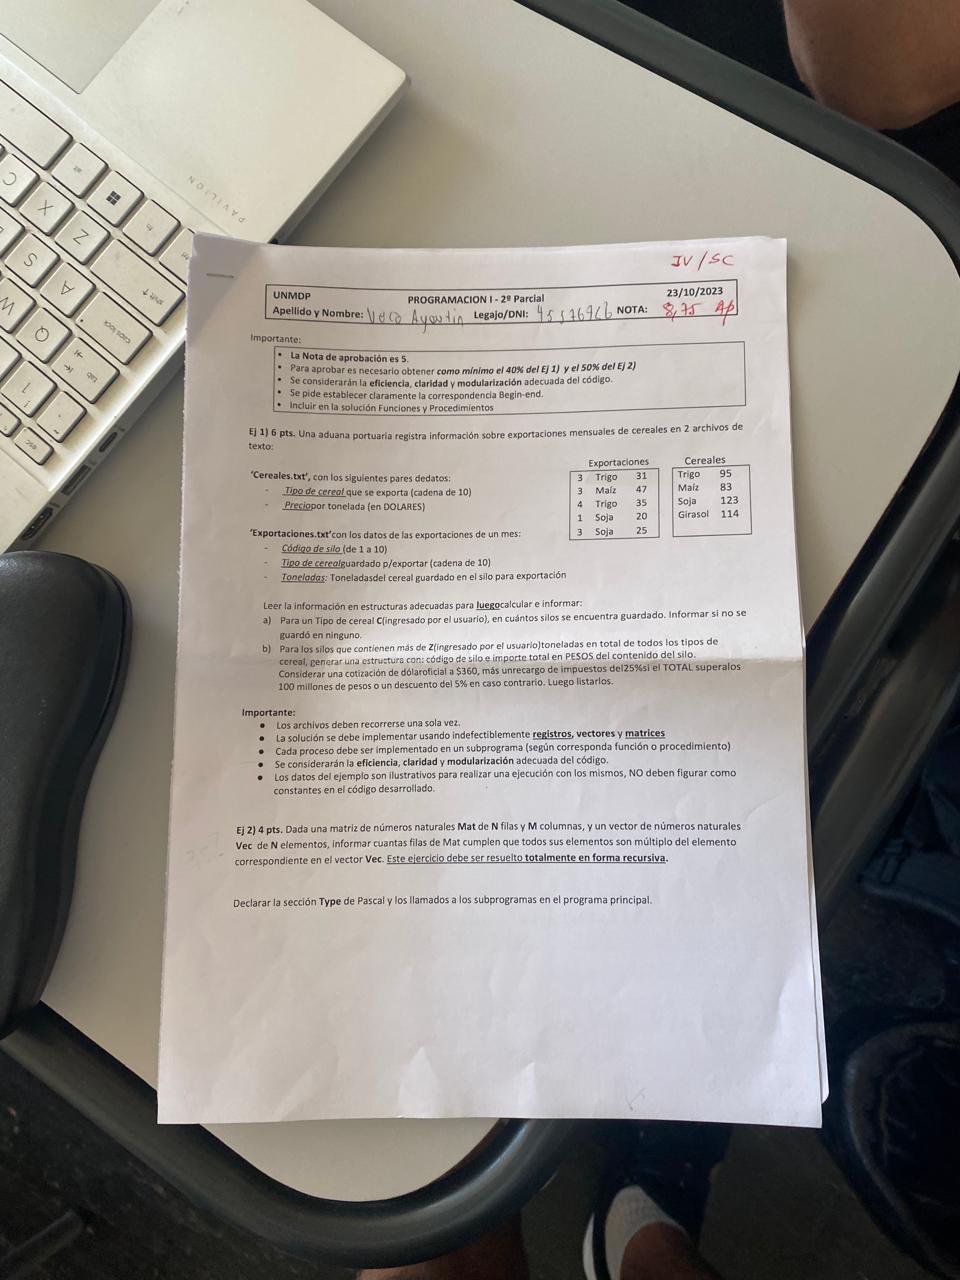 PAVILION
JV/SC
UNMDP PROGRAMACION I - 2º Parcial 23/10/2023
Apellido y Nombre: Vera Agustin Legajo/DNI: NOTA: 8,75 Ap
Importante:
• La Nota de aprobación es 5.
• Para aprobar es necesario obtener como mínimo el 40% del Ej 1) y el 50% del Ej 2)
• Se considerarán la eficiencia, claridad y modularización adecuada del código.
• Se pide establecer claramente la correspondencia Begin-end.
• Incluir en la solución Funciones y Procedimientos
Ej 1) 6 pts. Una aduana portuaria registra información sobre exportaciones mensuales de cereales en 2 archivos de
texto:
'Cereales.txt', con los siguientes pares dedatos:
- Tipo de cereal que se exporta (cadena de 10)
- Preciopor tonelada (en DOLARES)
'Exportaciones.txt'con los datos de las exportaciones de un mes:
- Código de silo (de 1 a 10)
- Tipo de cerealguardado p/exportar (cadena de 10)
- Toneladas: Toneladasdel cereal guardado en el silo para exportación
Exportaciones
3 Trigo 31
3 Maíz 47
4 Trigo 35
1 Soja 20
3 Soja 25
Cereales
Trigo 95
Maíz 83
Soja 123
Girasol 114
Leer la información en estructuras adecuadas para luegocalcular e informar:
a) Para un Tipo de cereal C(ingresado por el usuario), en cuántos silos se encuentra guardado. Informar si no se
guardó en ninguno.
b) Para los silos que contienen más de Z(ingresado por el usuario)toneladas en total de todos los tipos de
cereal, generar una estructura con: código de silo e importe total en PESOS del contenido del silo.
Considerar una cotización de dólaroficial a $360, más unrecargo de impuestos del25%si el TOTAL superalos
100 millones de pesos o un descuento del 5% en caso contrario. Luego listarlos.
Importante:
• Los archivos deben recorrerse una sola vez.
• La solución se debe implementar usando indefectiblemente registros, vectores y matrices
• Cada proceso debe ser implementado en un subprograma (según corresponda función o procedimiento)
• Se considerarán la eficiencia, claridad y modularización adecuada del código.
• Los datos del ejemplo son ilustrativos para realizar una ejecución con los mismos, NO deben figurar como
constantes en el código desarrollado.
Ej 2) 4 pts. Dada una matriz de números naturales Mat de N filas y M columnas, y un vector de números naturales
Vec de N elementos, informar cuantas filas de Mat cumplen que todos sus elementos son múltiplo del elemento
correspondiente en el vector Vec. Este ejercicio debe ser resuelto totalmente en forma recursiva.
Declarar la sección Type de Pascal y los llamados a los subprogramas en el programa principal.